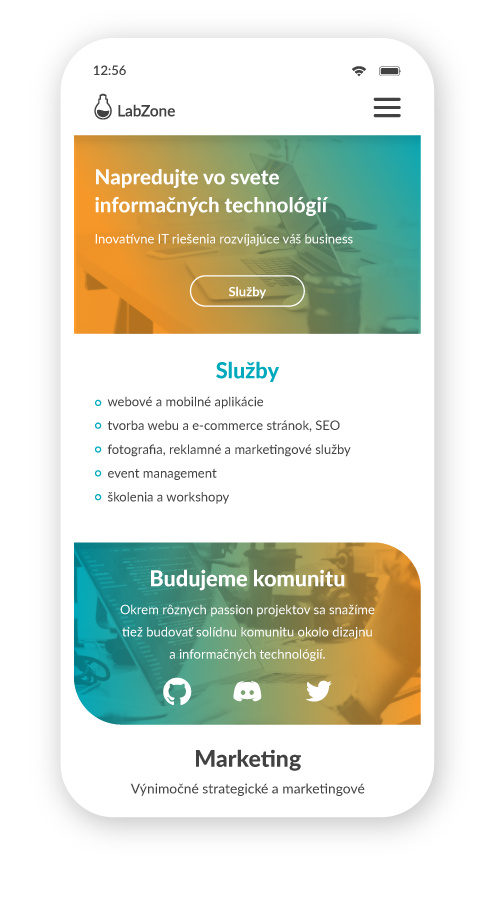 12:56
LabZone
Napredujte vo svete
informačných technológií
Inovatívne IT riešenia rozvíjajúce váš business
Služby
Služby
webové a mobilné aplikácie
tvorba webu a e-commerce stránok, SEO
fotografia, reklamné a marketingové služby
event management
školenia a workshopy
Budujeme komunitu
Okrem rôznych passion projektov sa snažíme
tiež budovať solídnu komunitu okolo dizajnu
a informačných technológií.
Marketing
Výnimočné strategické a marketingové